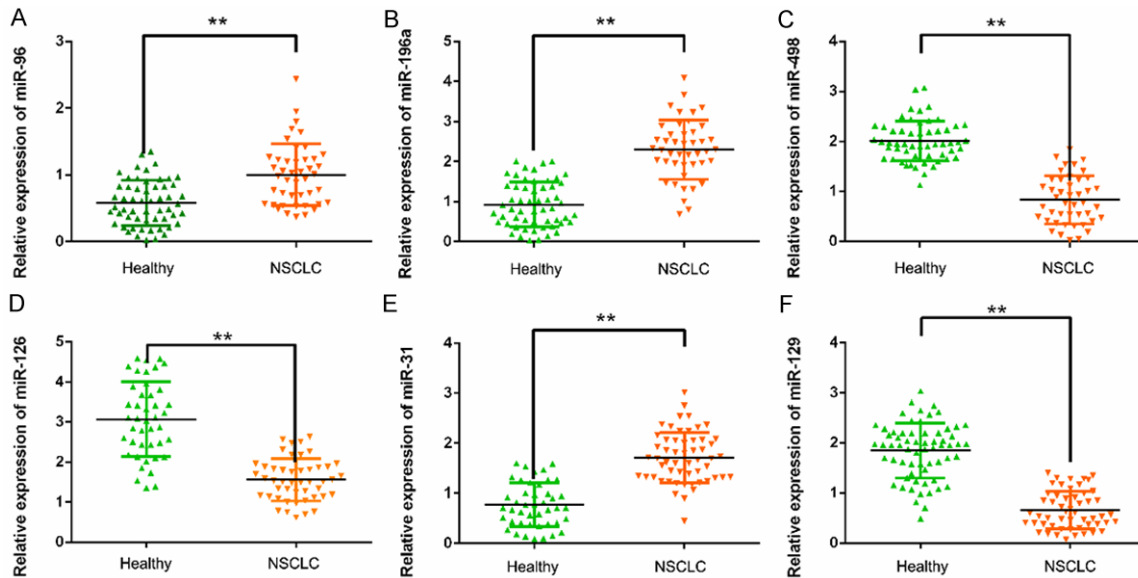 A
Relative expression of miR-96
3
2
1
0
**
Healthy
NSCLC
B
Relative expression of miR-196a
5
4
3
2
1
0
**
Healthy
NSCLC
C
Relative expression of miR-498
4
3
2
1
0
**
Healthy
NSCLC
D
Relative expression of miR-126
5
4
3
2
1
0
**
Healthy
NSCLC
E
Relative expression of miR-31
4
3
2
1
0
**
Healthy
NSCLC
F
Relative expression of miR-129
4
3
2
1
0
**
Healthy
NSCLC